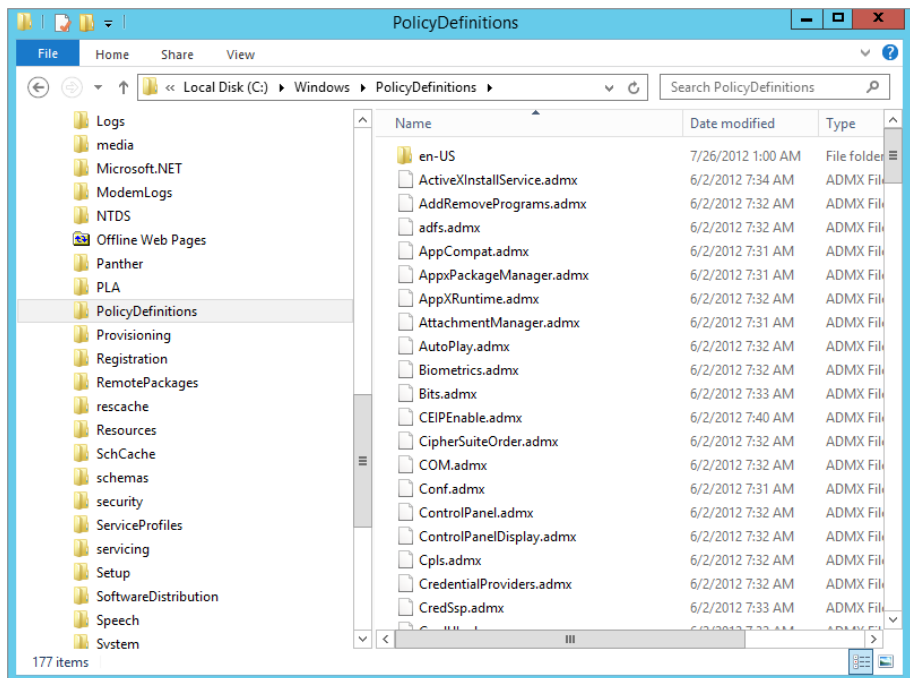 PolicyDefinitions
File Home Share View
« Local Disk (C:) Windows PolicyDefinitions Search PolicyDefinitions
Logs
media
Microsoft.NET
ModemLogs
NTDS
Offline Web Pages
Panther
PLA
PolicyDefinitions
Provisioning
Registration
RemotePackages
rescache
Resources
SchCache
schemas
security
ServiceProfiles
servicing
Setup
SoftwareDistribution
Speech
System
Name Date modified Type
en-US 7/26/2012 1:00 AM File folder
ActiveXInstallService.admx 6/2/2012 7:34 AM ADMX File
AddRemovePrograms.admx 6/2/2012 7:32 AM ADMX File
adfs.admx 6/2/2012 7:32 AM ADMX File
AppCompat.admx 6/2/2012 7:31 AM ADMX File
AppxPackageManager.admx 6/2/2012 7:31 AM ADMX File
AppXRuntime.admx 6/2/2012 7:32 AM ADMX File
AttachmentManager.admx 6/2/2012 7:31 AM ADMX File
AutoPlay.admx 6/2/2012 7:32 AM ADMX File
Biometrics.admx 6/2/2012 7:32 AM ADMX File
Bits.admx 6/2/2012 7:33 AM ADMX File
CEIPEnable.admx 6/2/2012 7:40 AM ADMX File
CipherSuiteOrder.admx 6/2/2012 7:32 AM ADMX File
COM.admx 6/2/2012 7:32 AM ADMX File
Conf.admx 6/2/2012 7:31 AM ADMX File
ControlPanel.admx 6/2/2012 7:32 AM ADMX File
ControlPanelDisplay.admx 6/2/2012 7:32 AM ADMX File
Cpls.admx 6/2/2012 7:32 AM ADMX File
CredentialProviders.admx 6/2/2012 7:32 AM ADMX File
CredSsp.admx 6/2/2012 7:33 AM ADMX File
177 items